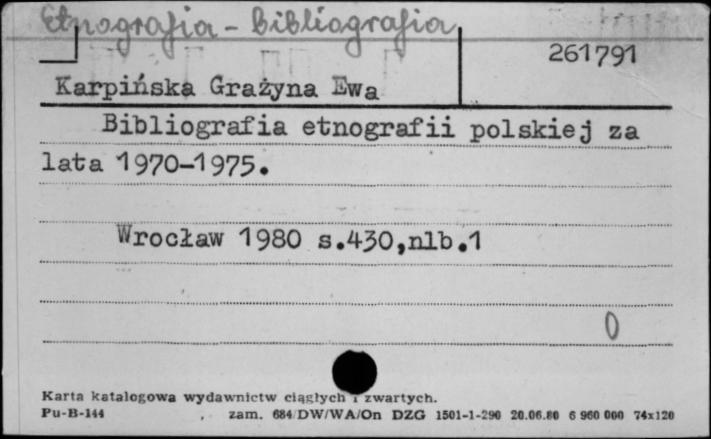 Etnografia - bibliografia
261791
Karpińska Grażyna Ewa
Bibliografia etnografii polskiej za
lata 1970-1975.
Wrocław 1980 s.430,nlb.1
0
Karta katalogowa wydawnictw ciągłych i zwartych.
Pu-B-144 zam. 684/DW/WA/On DZG 1501-1-290 20.06.80 6 960 000 74x120